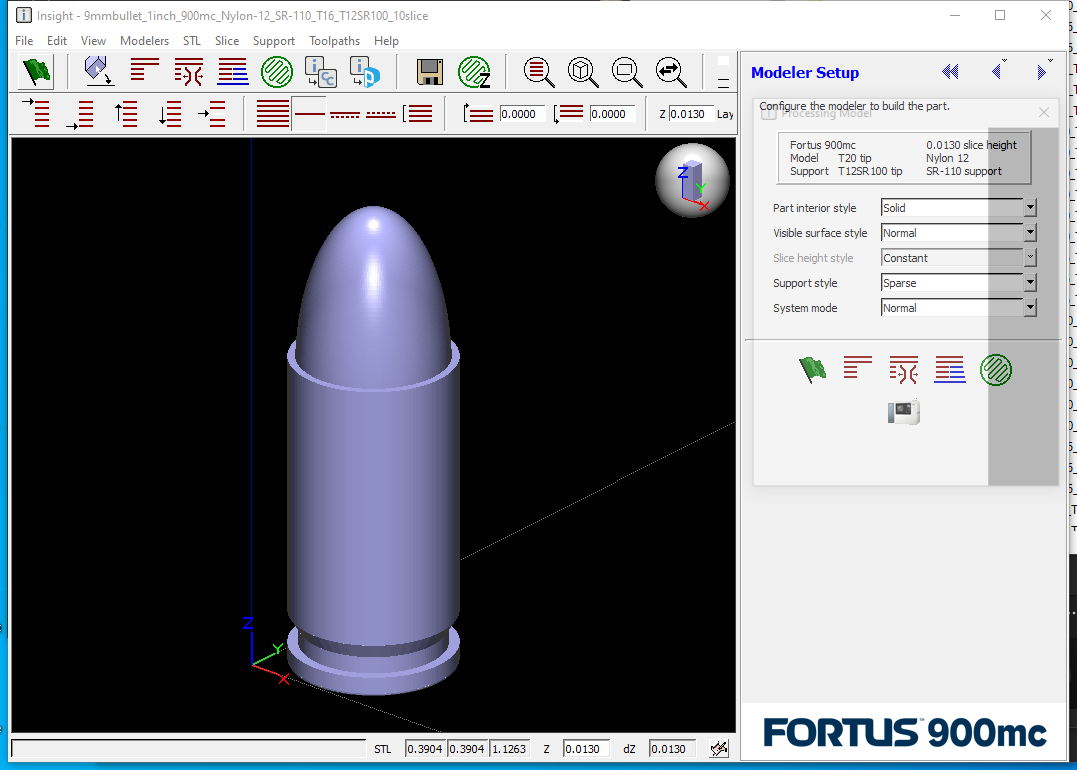 Insight - 9mmbullet_1inch_900mc_Nylon-12_SR-110_T16_T12SR100_10slice
File Edit View Modelers STL Slice Support Toolpaths Help
0.0000 0.0000 Z 0.0130 Lay
Modeler Setup
Configure the modeler to build the part.
Processing Model
Fortus 900mc 0.0130 slice height
Model T20 tip Nylon 12
Support T12SR100 tip SR-110 support
Part interior style Solid
Visible surface style Normal
Slice height style Constant
Support style Sparse
System mode Normal
Z Y X
Z Y X
FORTUS™ 900mc
STL 0.3904 0.3904 1.1263 Z 0.0130 dZ 0.0130